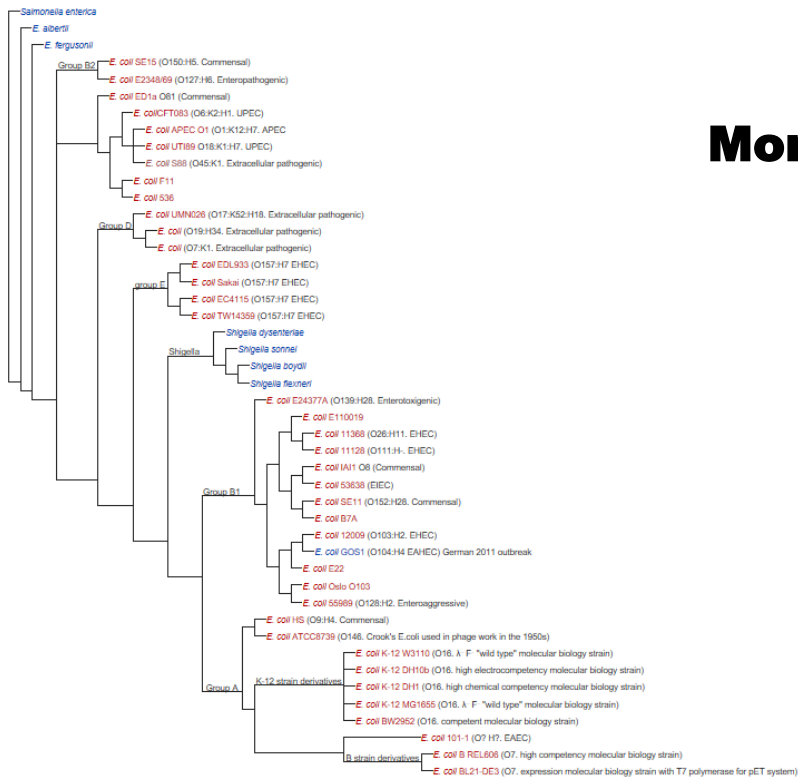 Salmonella enterica
E. albertii
E. fergusonii
Group B2
E. coli SE15 (O150:H5. Commensal)
E. coli E2348/69 (O127:H6. Enteropathogenic)
E. coli ED1a O81 (Commensal)
E. coliCFT083 (O6:K2:H1. UPEC)
E. coli APEC O1 (O1:K12:H7. APEC
E. coli UTI89 O18:K1:H7. UPEC)
E. coli S88 (O45:K1. Extracellular pathogenic)
E. coli F11
E. coli 536
Mor
Group D
E. coli UMN026 (O17:K52:H18. Extracellular pathogenic)
E. coli (O19:H34. Extracellular pathogenic)
E. coli (O7:K1. Extracellular pathogenic)
group E
E. coli EDL933 (O157:H7 EHEC)
E. coli Sakai (O157:H7 EHEC)
E. coli EC4115 (O157:H7 EHEC)
E. coli TW14359 (O157:H7 EHEC)
Shigella
Shigella dysenteriae
Shigella sonnei
Shigella boydii
Shigella flexneri
E. coli E24377A (O139:H28. Enterotoxigenic)
E. coli E110019
E. coli 11368 (O26:H11. EHEC)
E. coli 11128 (O111:H-. EHEC)
E. coli IAI1 O8 (Commensal)
E. coli 53638 (EIEC)
Group B1
E. coli SE11 (O152:H28. Commensal)
E. coli B7A
E. coli 12009 (O103:H2. EHEC)
E. coli GOS1 (O104:H4 EAHEC) German 2011 outbreak
E. coli E22
E. coli Oslo O103
E. coli 55989 (O128:H2. Enteroaggressive)
E. coli HS (O9:H4. Commensal)
E. coli ATCC8739 (O146. Crook's E.coli used in phage work in the 1950s)
Group A
K-12 strain derivatives
E. coli K-12 W3110 (O16. λ F "wild type" molecular biology strain)
E. coli K-12 DH10b (O16. high electrocompetency molecular biology strain)
E. coli K-12 DH1 (O16. high chemical competency molecular biology strain)
E. coli K-12 MG1655 (O16. λ F "wild type" molecular biology strain)
E. coli BW2952 (O16. competent molecular biology strain)
E. coli 101-1 (O? H?. EAEC)
B strain derivatives
E. coli B REL606 (O7. high competency molecular biology strain)
E. coli BL21-DE3 (O7. expression molecular biology strain with T7 polymerase for pET system)